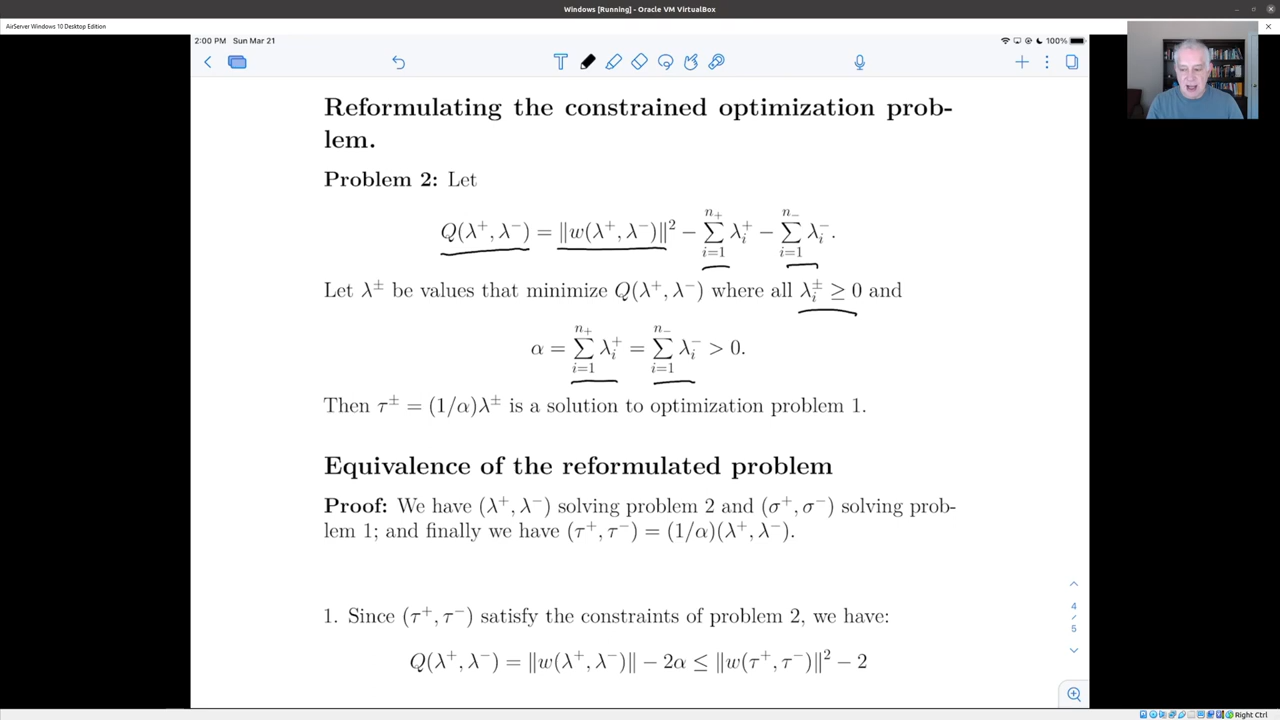 Windows [Running] - Oracle VM VirtualBox
AirServer Windows 10 Desktop Edition
2:00 PM Sun Mar 21
100%
Reformulating the constrained optimization prob-
lem.
Problem 2: Let
Q(λ⁺, λ⁻) = ‖w(λ⁺, λ⁻)‖² − ∑_{i=1}^{n₊} λᵢ⁺ − ∑_{i=1}^{n₋} λᵢ⁻.
Let λ^± be values that minimize Q(λ⁺, λ⁻) where all λᵢ^± ≥ 0 and
α = ∑_{i=1}^{n₊} λᵢ⁺ = ∑_{i=1}^{n₋} λᵢ⁻ > 0.
Then τ^± = (1/α)λ^± is a solution to optimization problem 1.
Equivalence of the reformulated problem
Proof: We have (λ⁺, λ⁻) solving problem 2 and (σ⁺, σ⁻) solving prob-
lem 1; and finally we have (τ⁺, τ⁻) = (1/α)(λ⁺, λ⁻).
1. Since (τ⁺, τ⁻) satisfy the constraints of problem 2, we have:
Q(λ⁺, λ⁻) = ‖w(λ⁺, λ⁻)‖ − 2α ≤ ‖w(τ⁺, τ⁻)‖² − 2
4
/
5
Right Ctrl